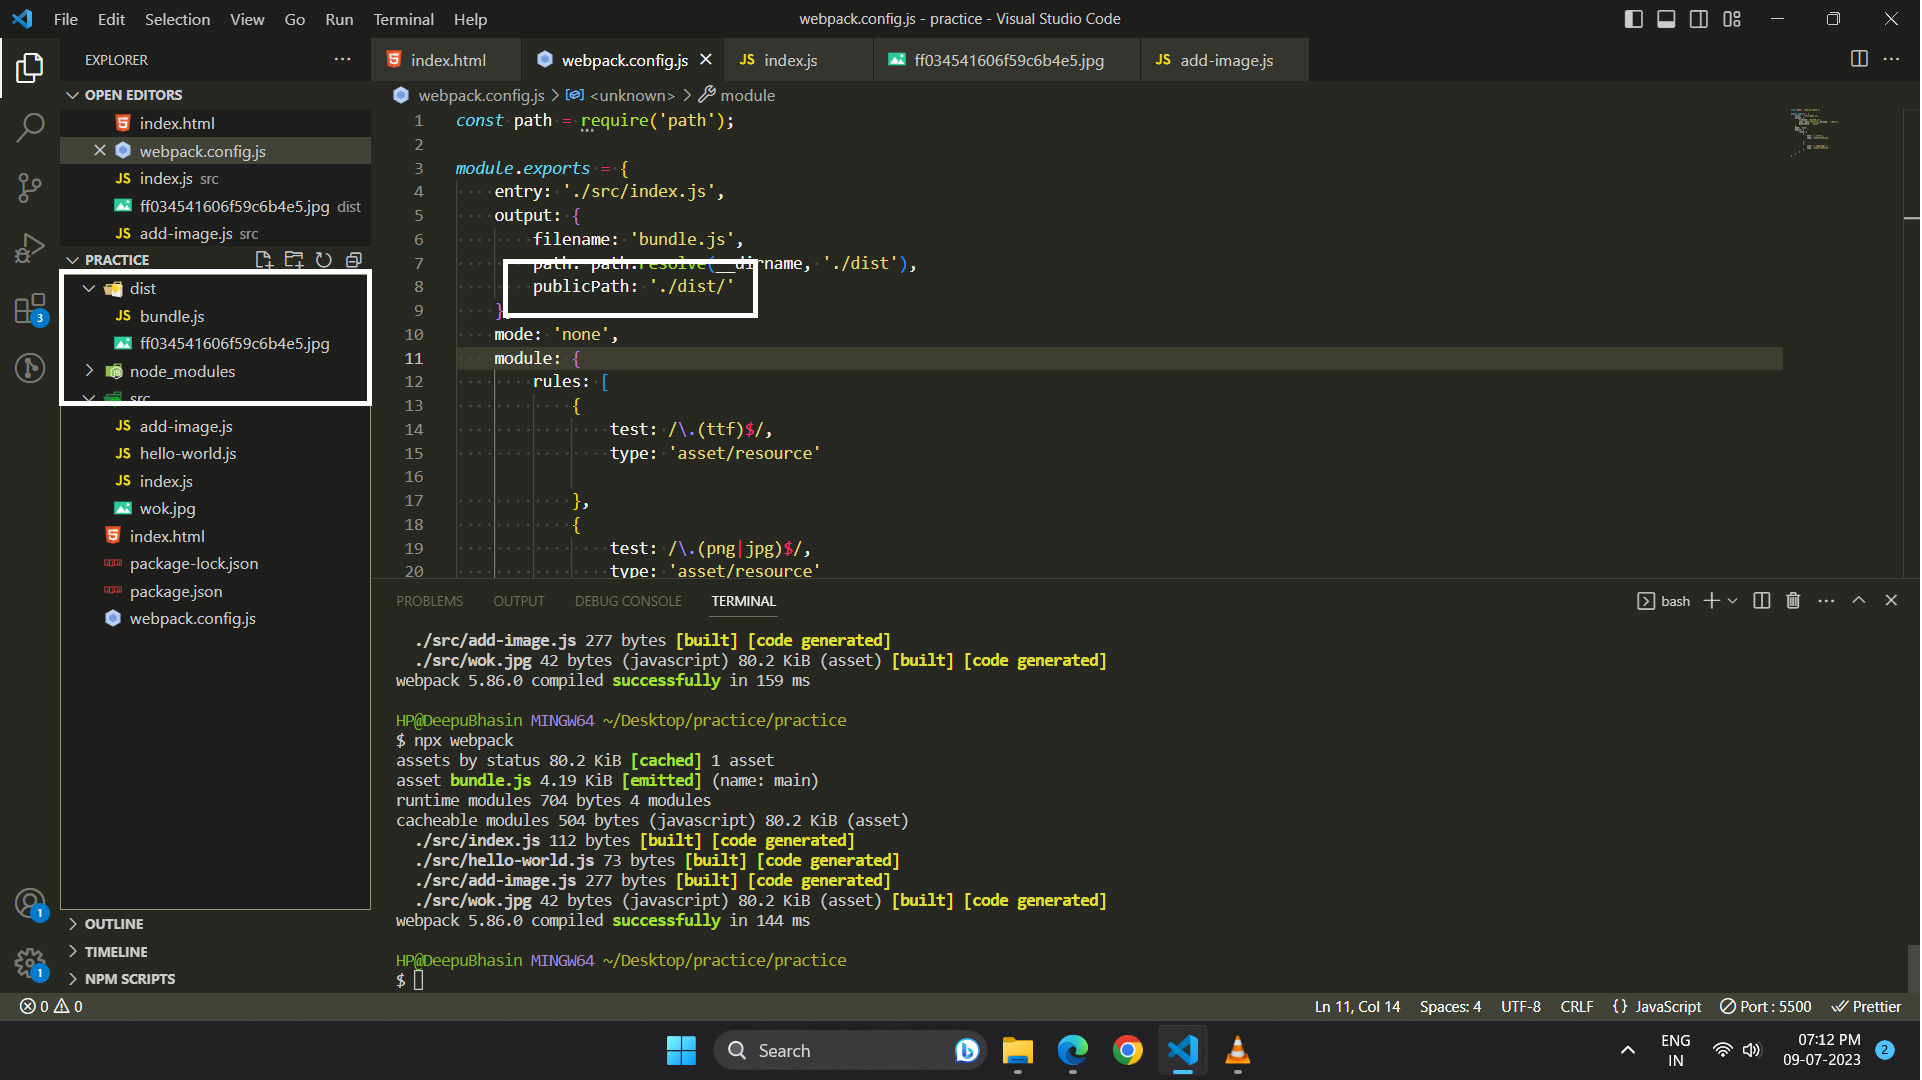 File Edit Selection View Go Run Terminal Help
webpack.config.js - practice - Visual Studio Code
EXPLORER
index.html webpack.config.js JS index.js ff034541606f59c6b4e5.jpg JS add-image.js
OPEN EDITORS
index.html
webpack.config.js
JS index.js src
ff034541606f59c6b4e5.jpg dist
JS add-image.js src
PRACTICE
dist
JS bundle.js
ff034541606f59c6b4e5.jpg
node_modules
src
JS add-image.js
JS hello-world.js
JS index.js
wok.jpg
index.html
package-lock.json
package.json
webpack.config.js
OUTLINE
TIMELINE
NPM SCRIPTS
3
1
1
webpack.config.js > <unknown> > module
1 const path = require('path');
2
3 module.exports = {
4 entry: './src/index.js',
5 output: {
6 filename: 'bundle.js',
7 path: path.resolve(__dirname, './dist'),
8 publicPath: './dist/'
9 }
10 mode: 'none',
11 module: {
12 rules: [
13 {
14 test: /\.(ttf)$/,
15 type: 'asset/resource'
16
17 },
18 {
19 test: /\.(png|jpg)$/,
20 type: 'asset/resource'
PROBLEMS OUTPUT DEBUG CONSOLE TERMINAL
bash
./src/add-image.js 277 bytes [built] [code generated]
./src/wok.jpg 42 bytes (javascript) 80.2 KiB (asset) [built] [code generated]
webpack 5.86.0 compiled successfully in 159 ms
HP@DeepuBhasin MINGW64 ~/Desktop/practice/practice
$ npx webpack
assets by status 80.2 KiB [cached] 1 asset
asset bundle.js 4.19 KiB [emitted] (name: main)
runtime modules 704 bytes 4 modules
cacheable modules 504 bytes (javascript) 80.2 KiB (asset)
./src/index.js 112 bytes [built] [code generated]
./src/hello-world.js 73 bytes [built] [code generated]
./src/add-image.js 277 bytes [built] [code generated]
./src/wok.jpg 42 bytes (javascript) 80.2 KiB (asset) [built] [code generated]
webpack 5.86.0 compiled successfully in 144 ms
HP@DeepuBhasin MINGW64 ~/Desktop/practice/practice
$
0 0
Ln 11, Col 14 Spaces: 4 UTF-8 CRLF {} JavaScript Port : 5500 Prettier
Search
ENG
IN
07:12 PM
09-07-2023
2